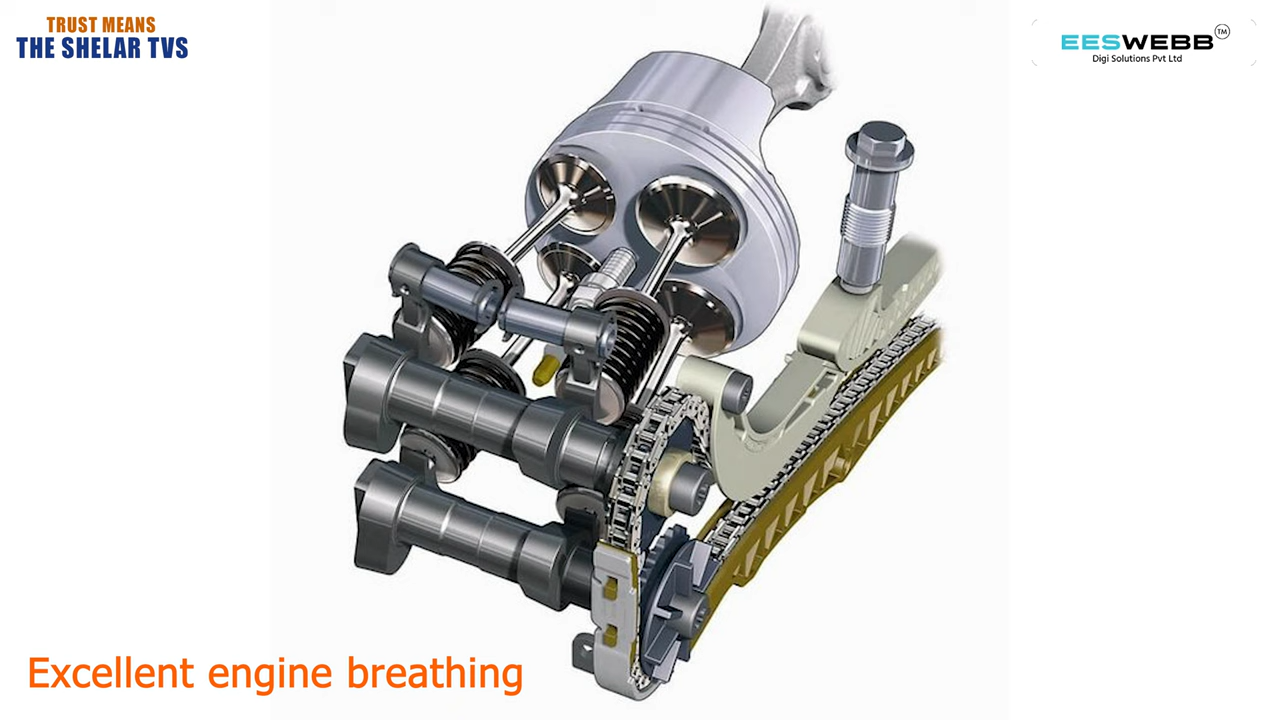 TRUST MEANS
THE SHELAR TVS
EESWEBB TM
Digi Solutions Pvt Ltd
Excellent engine breathing